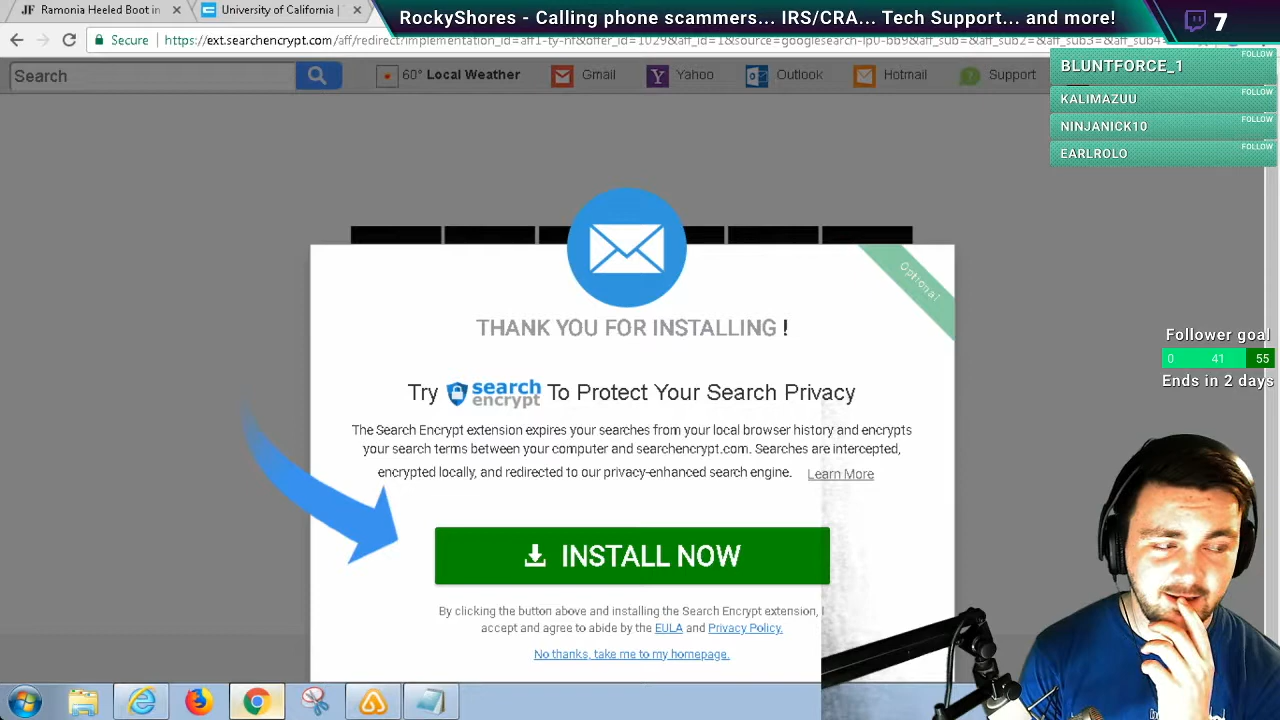 JF Ramonia Heeled Boot in
University of California |
RockyShores - Calling phone scammers... IRS/CRA... Tech Support... and more!
7
Secure
https://ext.searchencrypt.com/aff/redirect?implementation_id=aff1-ty-nf&offer_id=1029&aff_id=1&source=googlesearch-lp0-bb9&aff_sub=&aff_sub2=&aff_sub3=&aff_sub4=
Search
60° Local Weather
Gmail
Yahoo
Outlook
Hotmail
Support
FOLLOW
BLUNTFORCE_1
FOLLOW
KALIMAZUU
FOLLOW
NINJANICK10
FOLLOW
EARLROLO
Optional
THANK YOU FOR INSTALLING !
Try search encrypt To Protect Your Search Privacy
The Search Encrypt extension expires your searches from your local browser history and encrypts
your search terms between your computer and searchencrypt.com. Searches are intercepted,
encrypted locally, and redirected to our privacy-enhanced search engine. Learn More
INSTALL NOW
By clicking the button above and installing the Search Encrypt extension, I
accept and agree to abide by the EULA and Privacy Policy.
No thanks, take me to my homepage.
Follower goal
0 41 55
Ends in 2 days